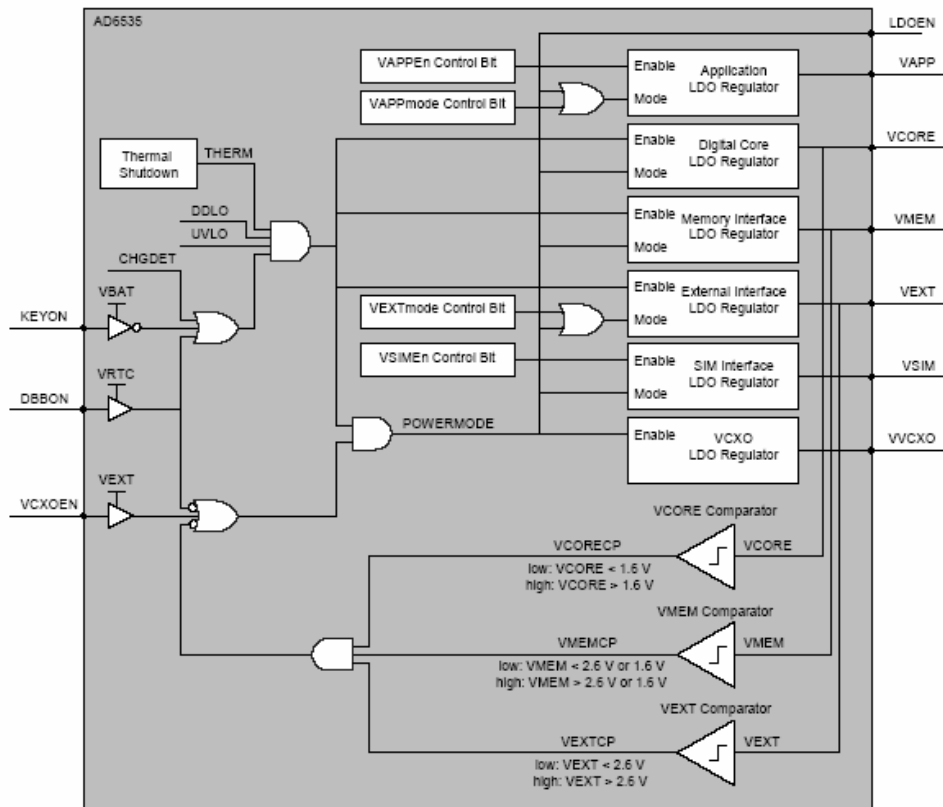 AD6535
LDOEN
VAPPEn Control Bit
Enable
Application
LDO Regulator
Mode
VAPP
VAPPmode Control Bit
Thermal
Shutdown
THERM
Enable
Digital Core
LDO Regulator
Mode
VCORE
DDLO
UVLO
Enable
Memory Interface
LDO Regulator
Mode
VMEM
CHGDET
VBAT
KEYON
Enable
External Interface
LDO Regulator
Mode
VEXT
VEXTmode Control Bit
VSIMEn Control Bit
Enable
SIM Interface
LDO Regulator
Mode
VSIM
VRTC
DBBON
POWERMODE
Enable
VCXO
LDO Regulator
VVCXO
VEXT
VCXOEN
VCORE Comparator
VCORECP
VCORE
low: VCORE < 1.6 V
high: VCORE > 1.6 V
VMEM Comparator
VMEMCP
VMEM
low: VMEM < 2.6 V or 1.6 V
high: VMEM > 2.6 V or 1.6 V
VEXT Comparator
VEXTCP
VEXT
low: VEXT < 2.6 V
high: VEXT > 2.6 V